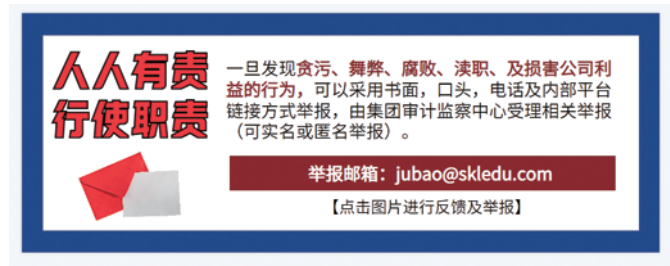 人人有责
行使职责
一旦发现贪污、舞弊、腐败、渎职、及损害公司利
益的行为，可以采用书面，口头，电话及内部平台
链接方式举报，由集团审计监察中心受理相关举报
（可实名或匿名举报）。
举报邮箱：jubao@skledu.com
【点击图片进行反馈及举报】